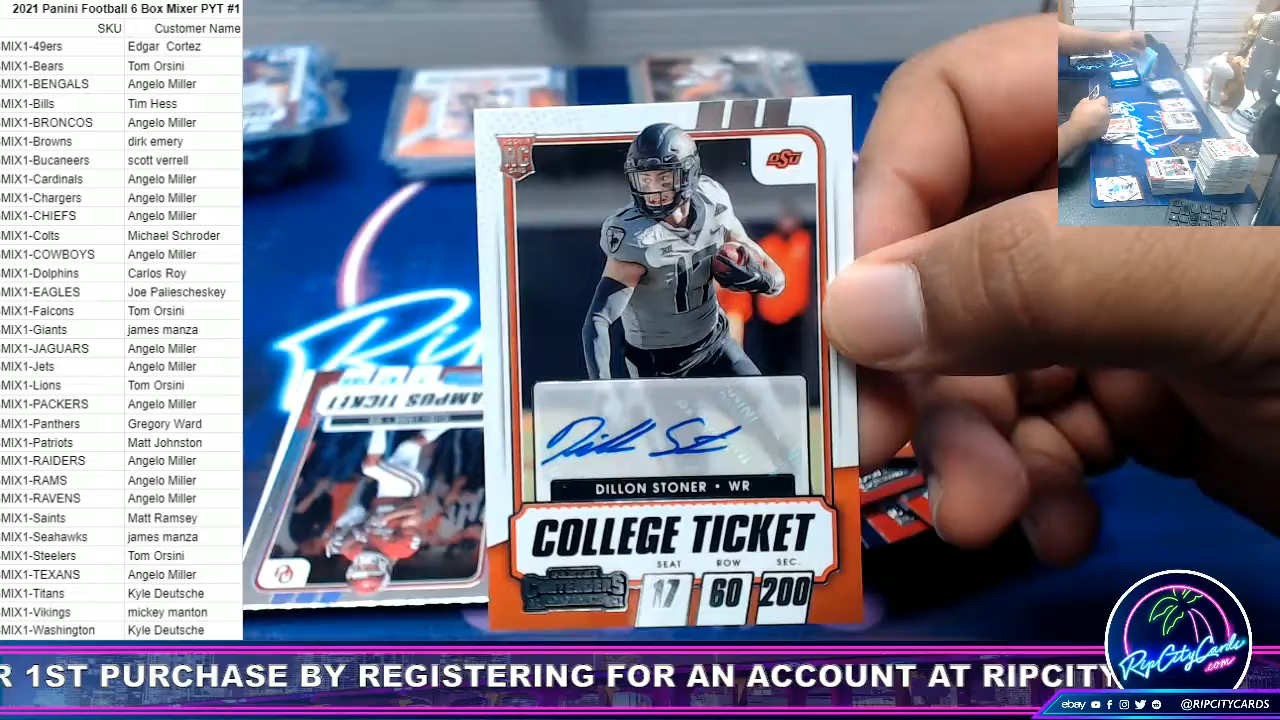 2021 Panini Football 6 Box Mixer PYT #1
SKU Customer Name
MIX1-49ers Edgar Cortez
MIX1-Bears Tom Orsini
MIX1-BENGALS Angelo Miller
MIX1-Bills Tim Hess
MIX1-BRONCOS Angelo Miller
MIX1-Browns dirk emery
MIX1-Bucaneers scott verrell
MIX1-Cardinals Angelo Miller
MIX1-Chargers Angelo Miller
MIX1-CHIEFS Angelo Miller
MIX1-Colts Michael Schroder
MIX1-COWBOYS Angelo Miller
MIX1-Dolphins Carlos Roy
MIX1-EAGLES Joe Paliescheskey
MIX1-Falcons Tom Orsini
MIX1-Giants james manza
MIX1-JAGUARS Angelo Miller
MIX1-Jets Angelo Miller
MIX1-Lions Tom Orsini
MIX1-PACKERS Angelo Miller
MIX1-Panthers Gregory Ward
MIX1-Patriots Matt Johnston
MIX1-RAIDERS Angelo Miller
MIX1-RAMS Angelo Miller
MIX1-RAVENS Angelo Miller
MIX1-Saints Matt Ramsey
MIX1-Seahawks james manza
MIX1-Steelers Tom Orsini
MIX1-TEXANS Angelo Miller
MIX1-Titans Kyle Deutsche
MIX1-Vikings mickey manton
MIX1-Washington Kyle Deutsche
RC
OSU
17
DILLON STONER • WR
COLLEGE TICKET
SEAT ROW SEC.
17 60 200
PANINI
CONTENDERS
AMPUS TICKET
R 1ST PURCHASE BY REGISTERING FOR AN ACCOUNT AT RIPCITY
RipCityCards
.com
ebay @RIPCITYCARDS